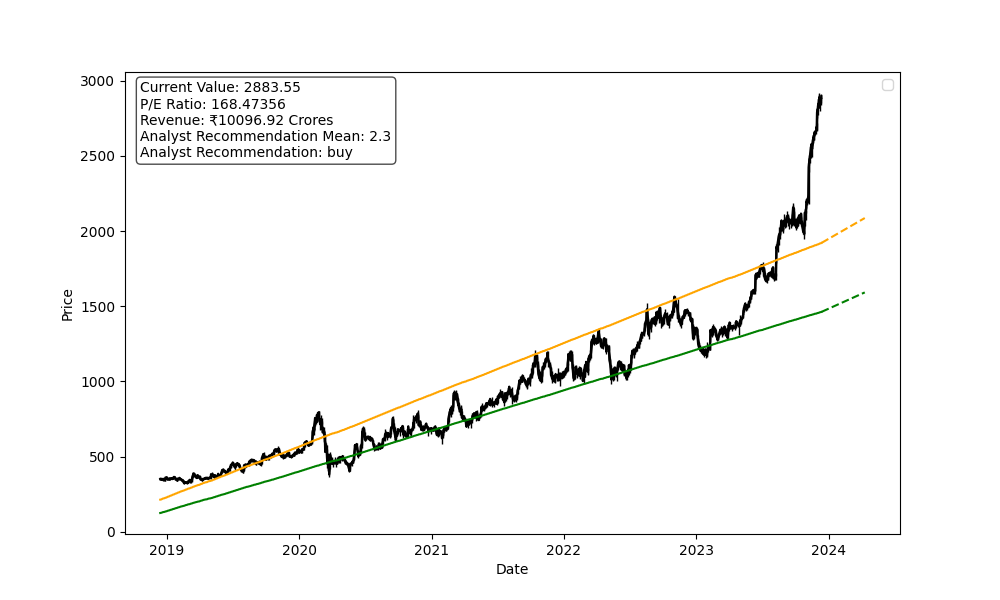 Current Value: 2883.55
P/E Ratio: 168.47356
Revenue: ₹10096.92 Crores
Analyst Recommendation Mean: 2.3
Analyst Recommendation: buy
3000
2500
2000
1500
1000
500
0
Price
2019 2020 2021 2022 2023 2024
Date